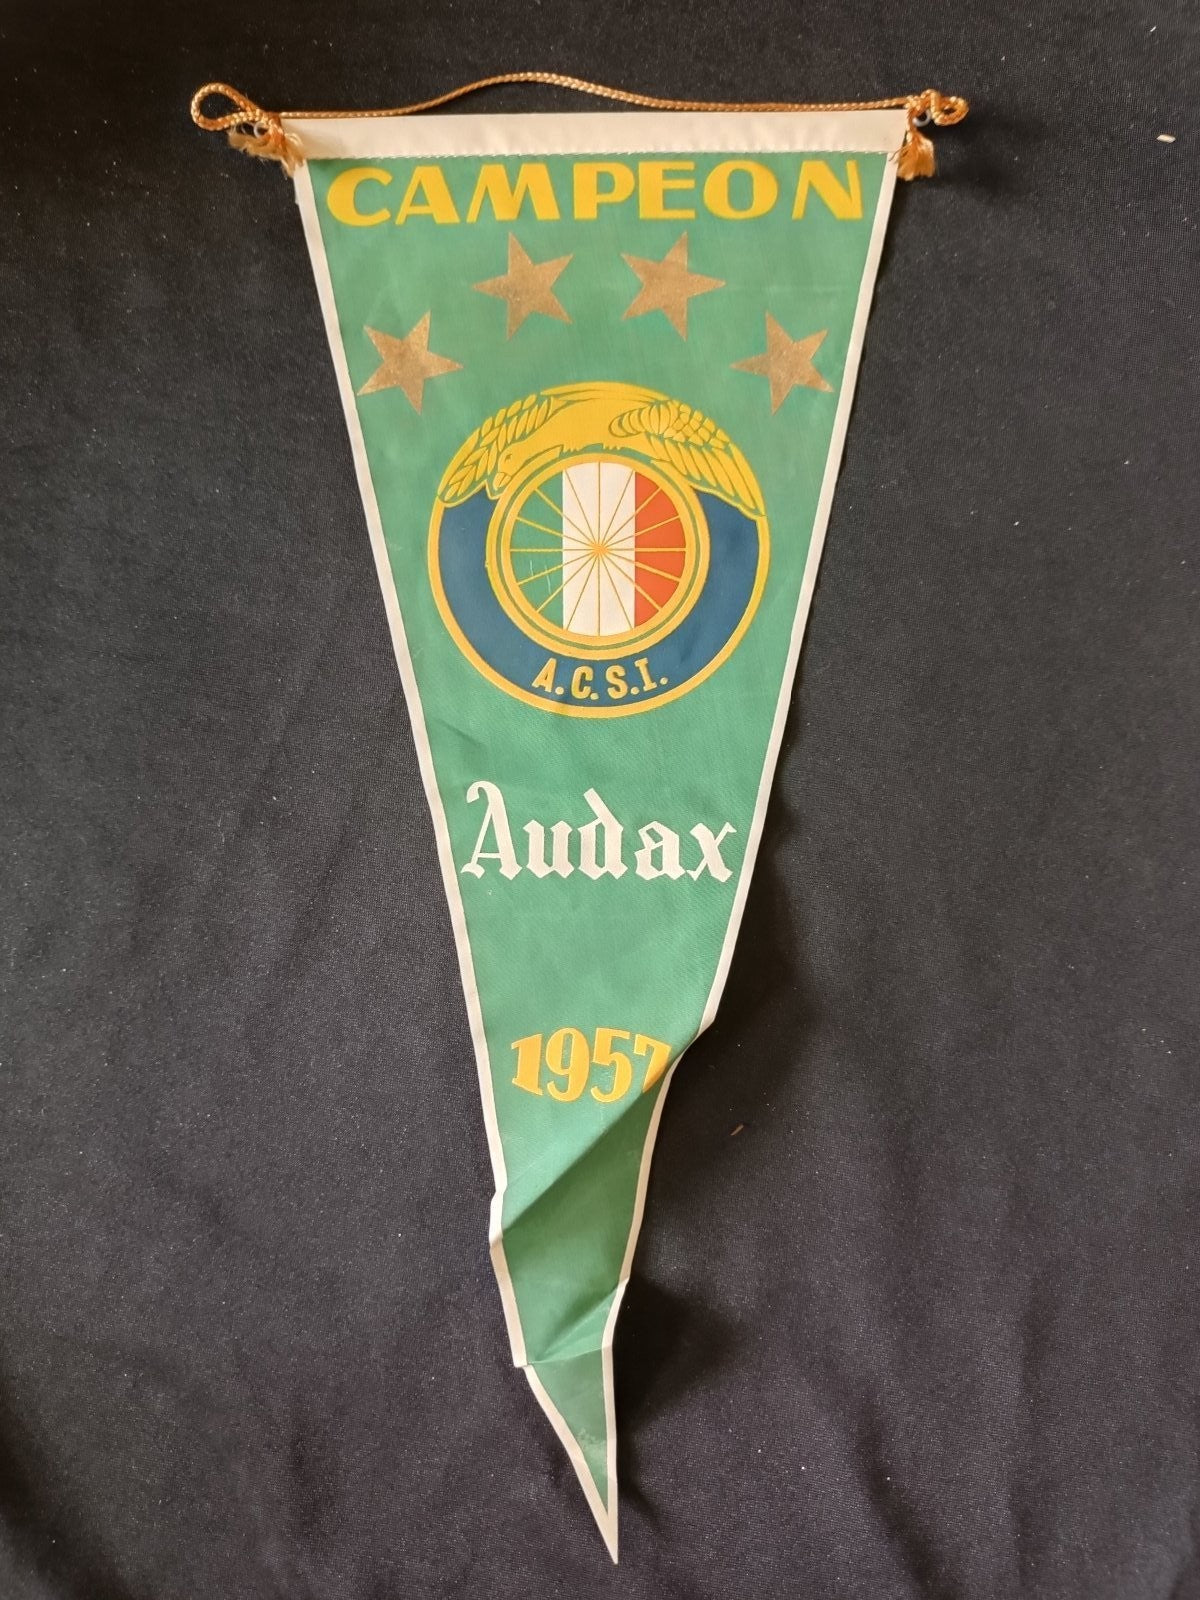 CAMPEON
A.C.S.I.
Audax
1957